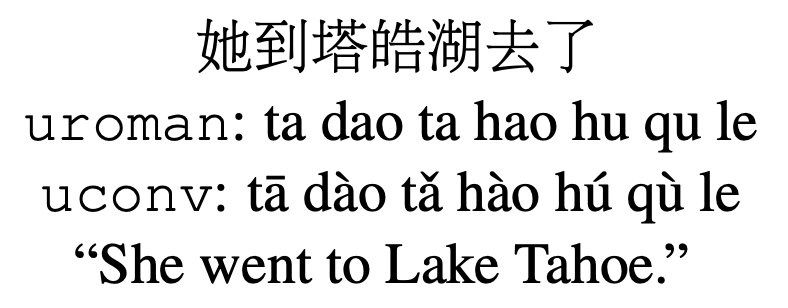 她到塔皓湖去了
uroman: ta dao ta hao hu qu le
uconv: tā dào tǎ hào hú qù le
“She went to Lake Tahoe.”